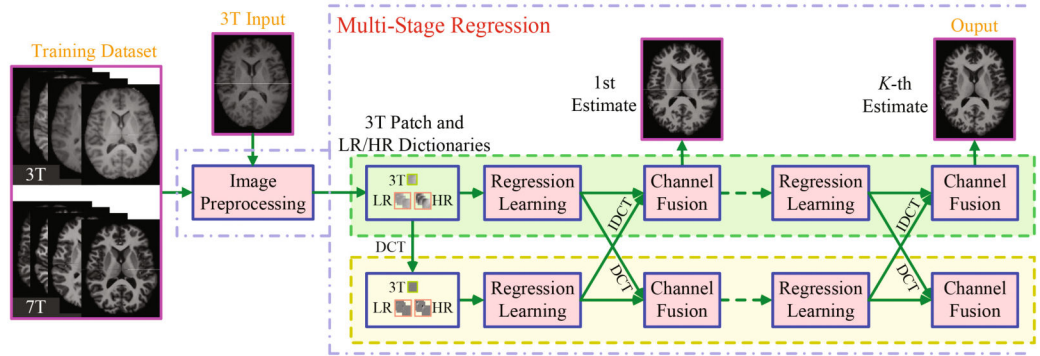 Training Dataset
3T
7T
3T Input
Image
Preprocessing
Multi-Stage Regression
3T Patch and
LR/HR Dictionaries
3T
LR
HR
DCT
3T
LR
HR
Regression
Learning
Regression
Learning
IDCT
DCT
1st
Estimate
Channel
Fusion
Channel
Fusion
Regression
Learning
Regression
Learning
IDCT
DCT
Ouput
K-th
Estimate
Channel
Fusion
Channel
Fusion